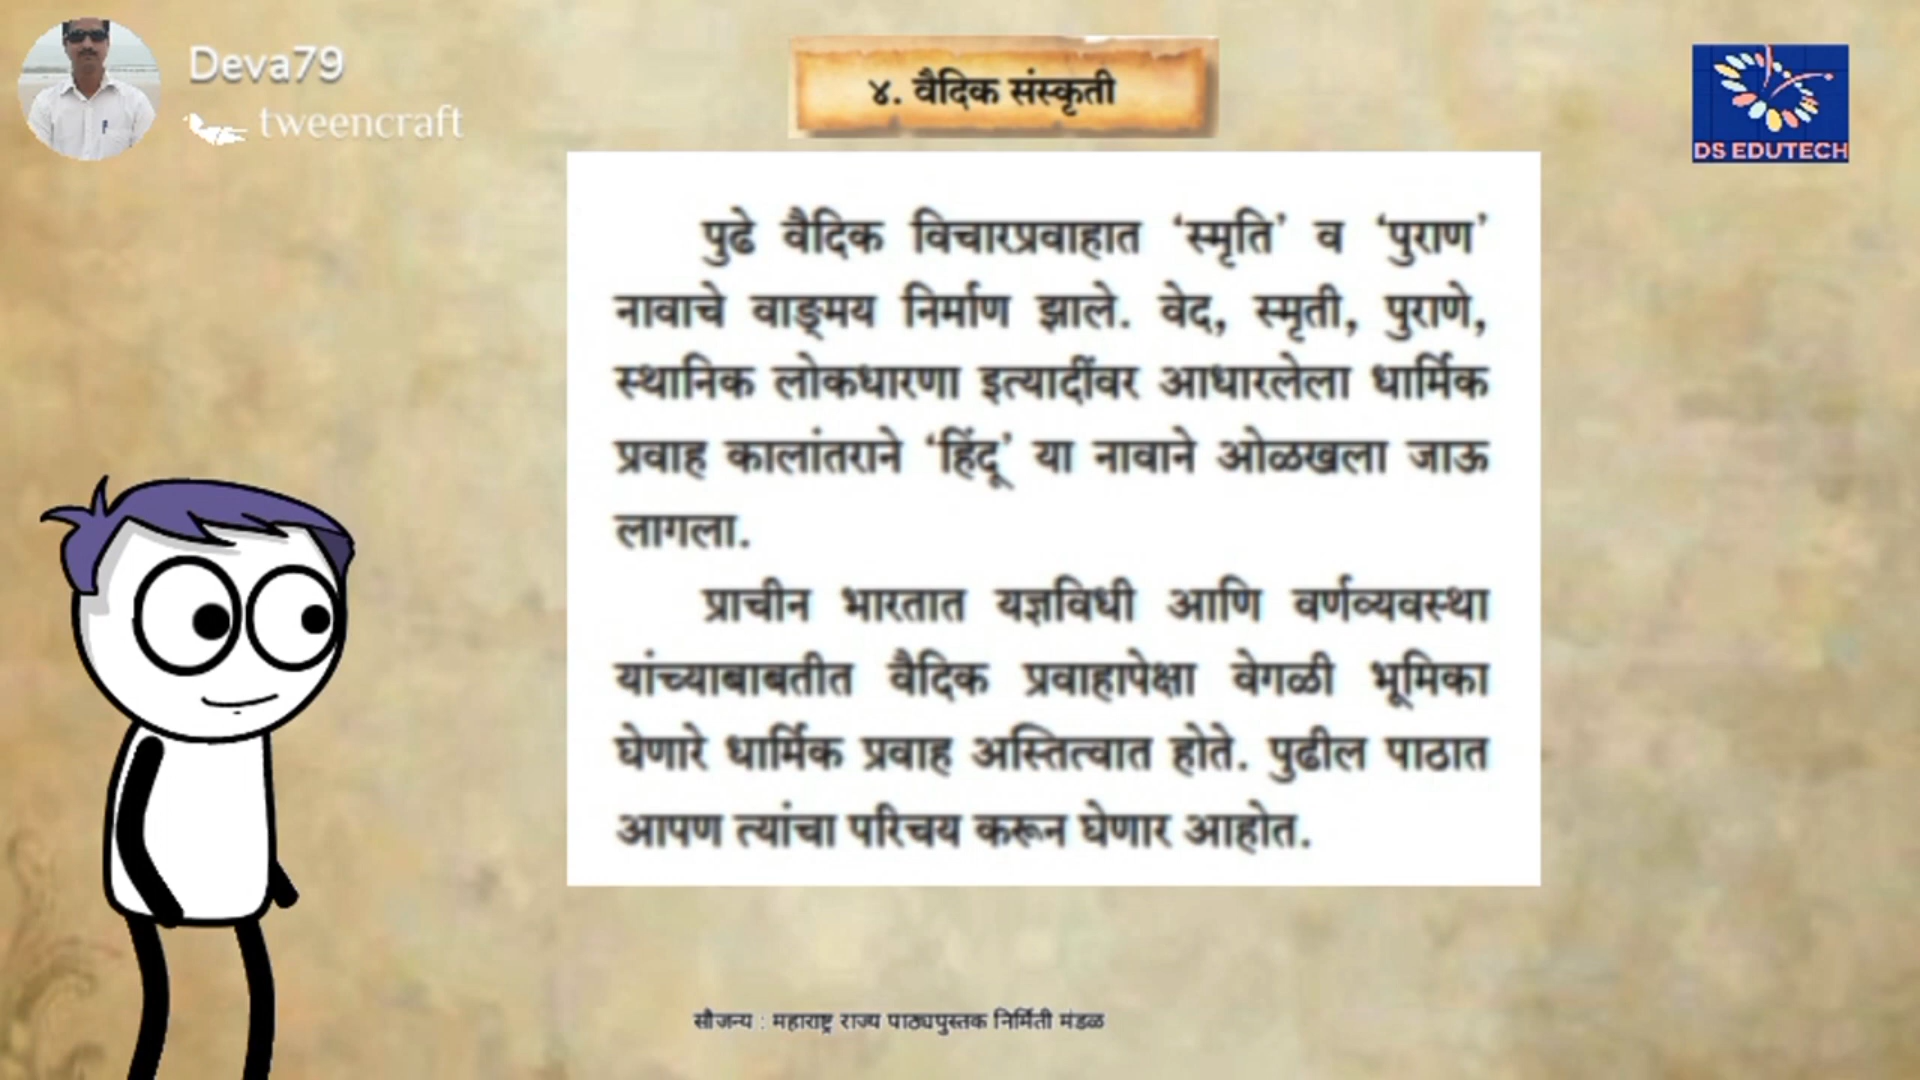 Deva79
tweencraft
४. वैदिक संस्कृती
DS EDUTECH
पुढे वैदिक विचारप्रवाहात ‘स्मृति’ व ‘पुराण’
नावाचे वाङ्‌मय निर्माण झाले. वेद, स्मृती, पुराणे,
स्थानिक लोकधारणा इत्यादींवर आधारलेला धार्मिक
प्रवाह कालांतराने ‘हिंदू’ या नावाने ओळखला जाऊ
लागला.
प्राचीन भारतात यज्ञविधी आणि वर्णव्यवस्था
यांच्याबाबतीत वैदिक प्रवाहापेक्षा वेगळी भूमिका
घेणारे धार्मिक प्रवाह अस्तित्वात होते. पुढील पाठात
आपण त्यांचा परिचय करून घेणार आहोत.
सौजन्य : महाराष्ट्र राज्य पाठ्यपुस्तक निर्मिती मंडळ